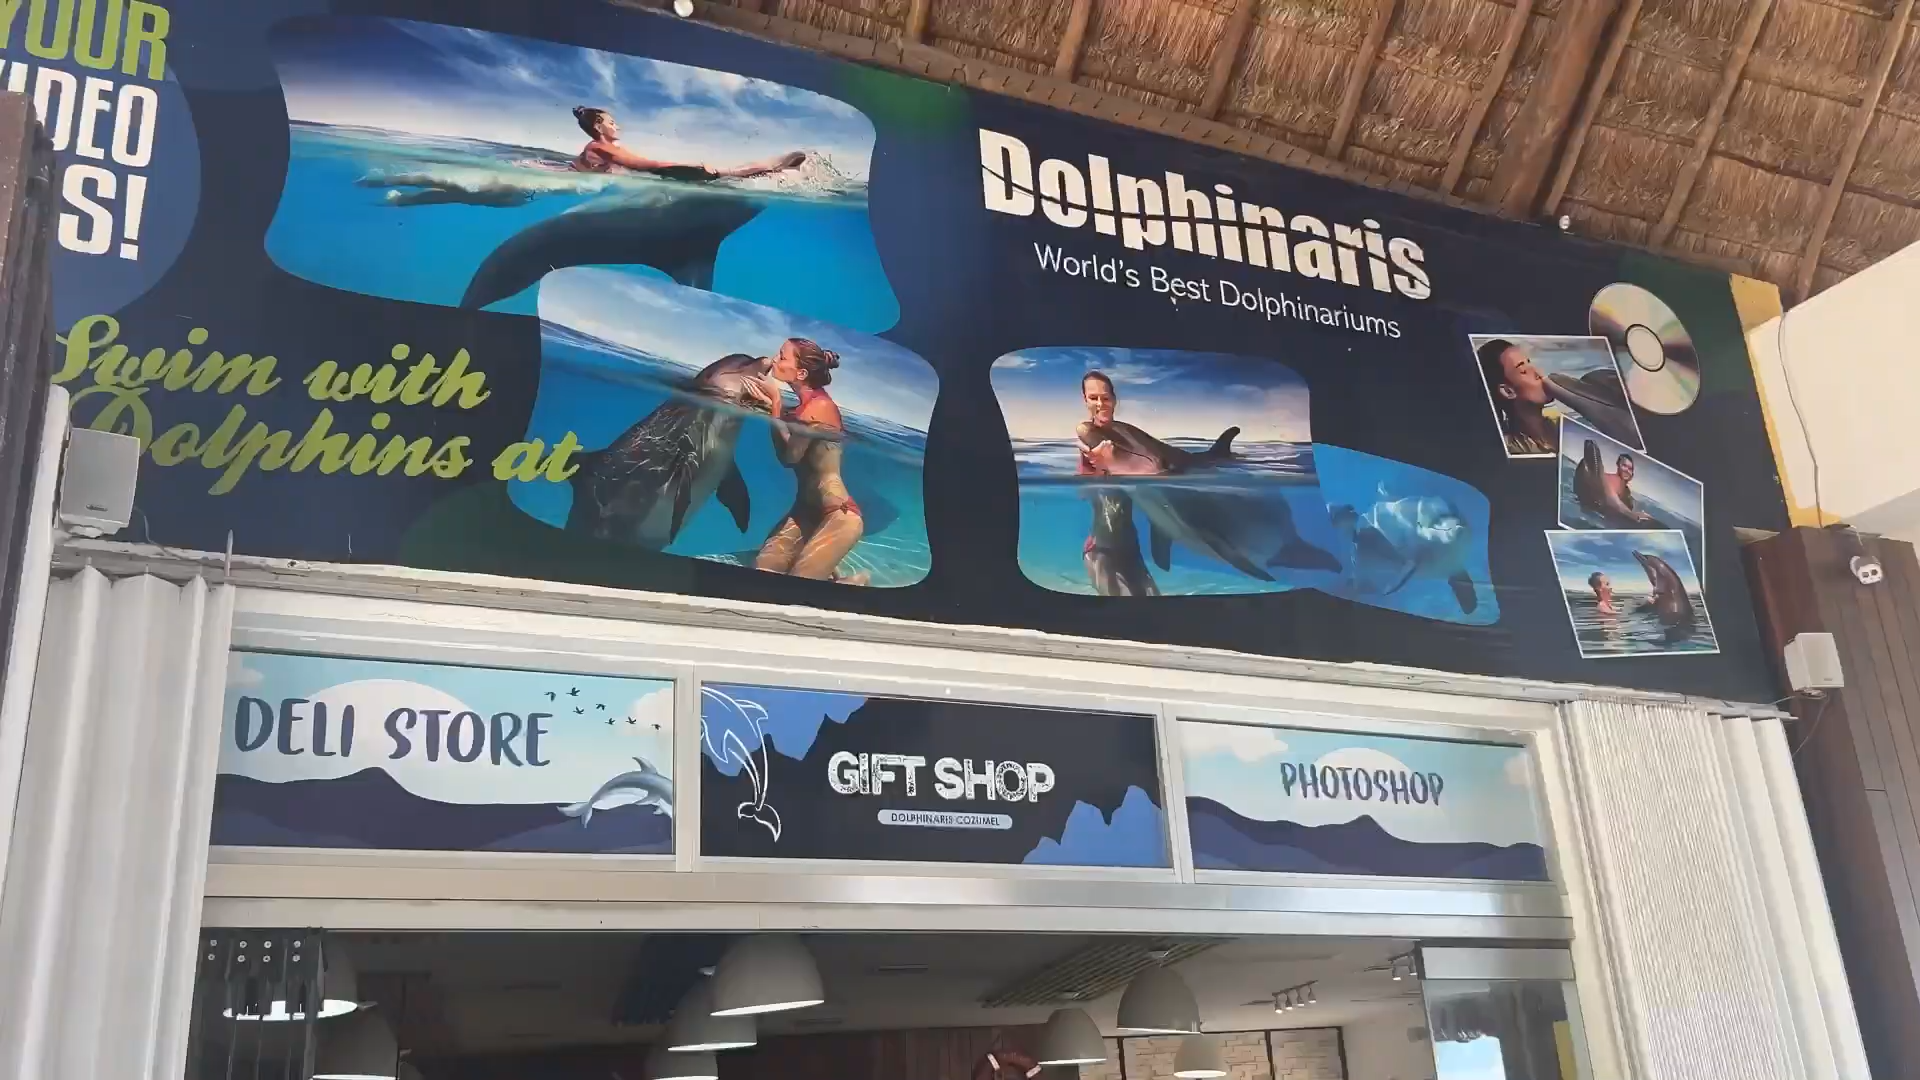 YOUR
VIDEO
S!
Swim with
Dolphins at
Dolphinaris
World's Best Dolphinariums
DELI STORE
GIFT SHOP
DOLPHINARIS COZUMEL
PHOTOSHOP